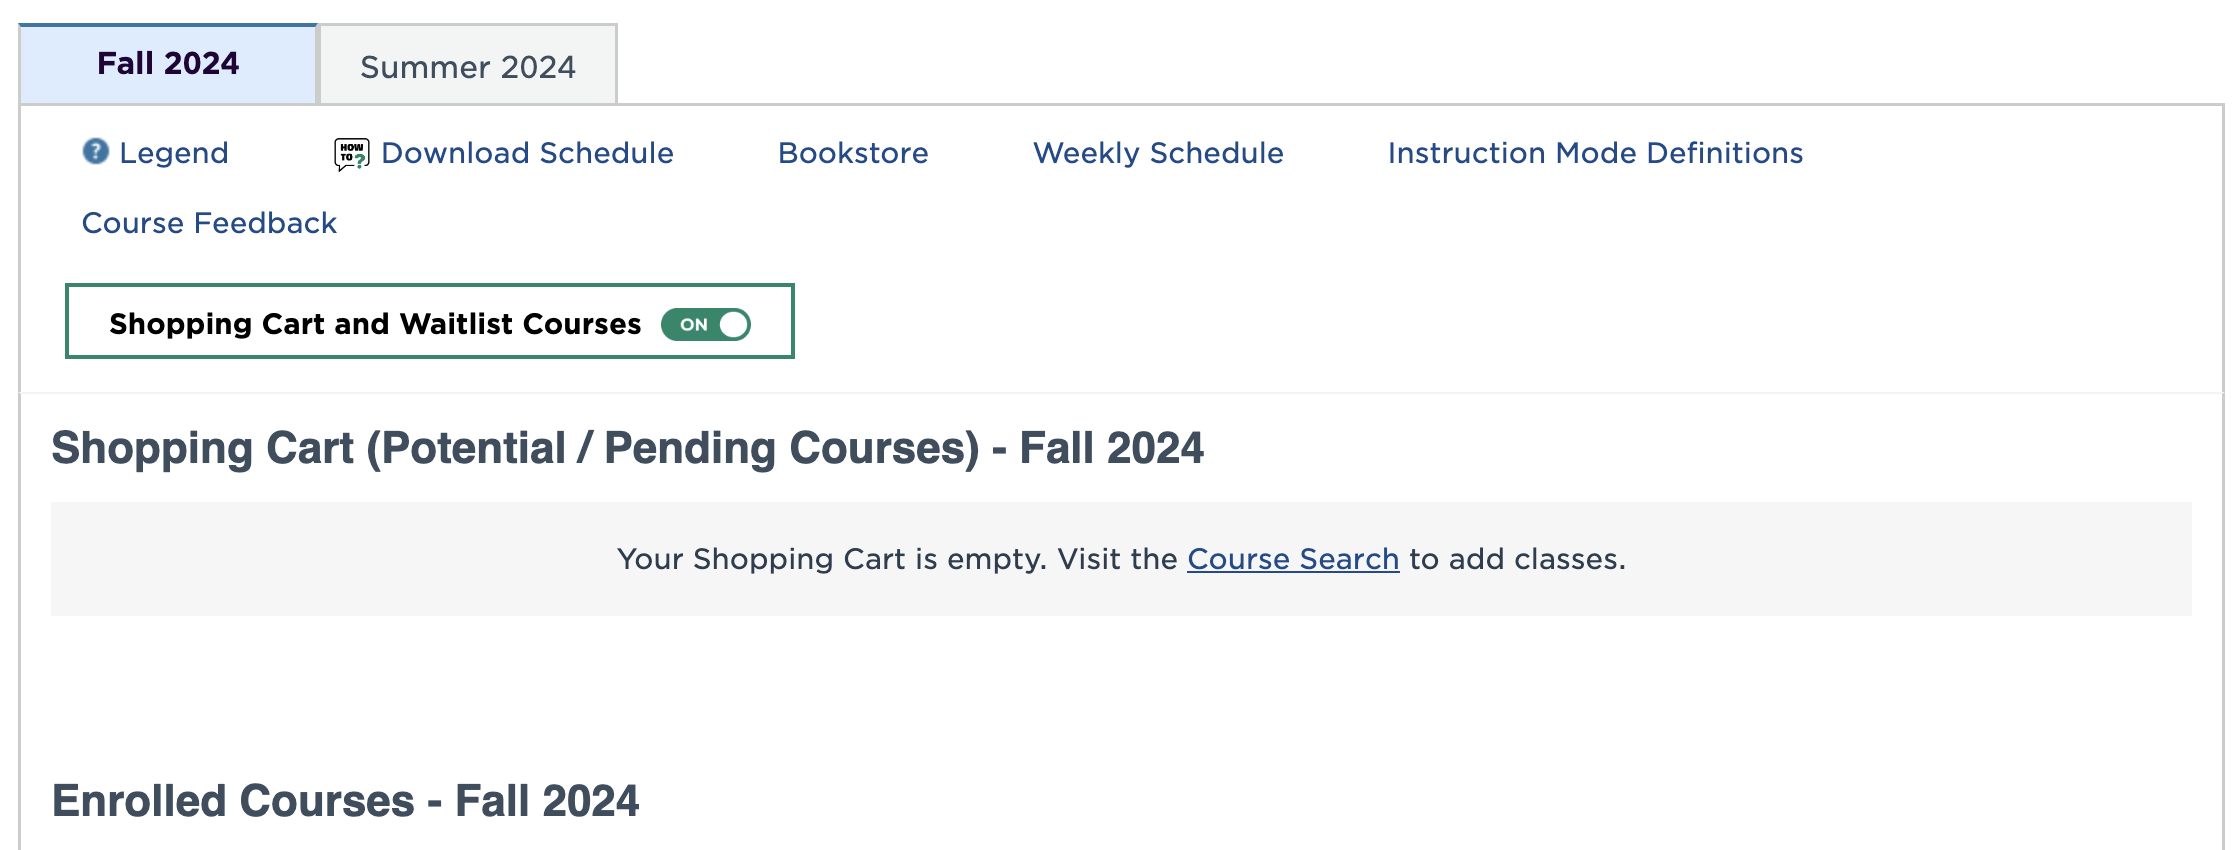 Fall 2024
Summer 2024
? Legend
HOW TO? Download Schedule
Bookstore
Weekly Schedule
Instruction Mode Definitions
Course Feedback
Shopping Cart and Waitlist Courses ON
Shopping Cart (Potential / Pending Courses) - Fall 2024
Your Shopping Cart is empty. Visit the Course Search to add classes.
Enrolled Courses - Fall 2024